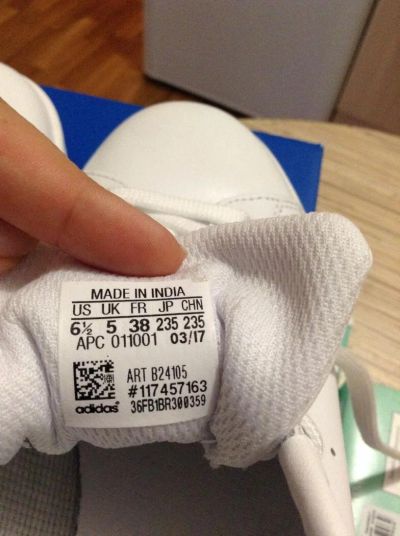 MADE IN INDIA
US UK FR JP CHN
6½ 5 38 235 235
APC 011001 03/17
ART B24105
#117457163
adidas 36FB1BR300359